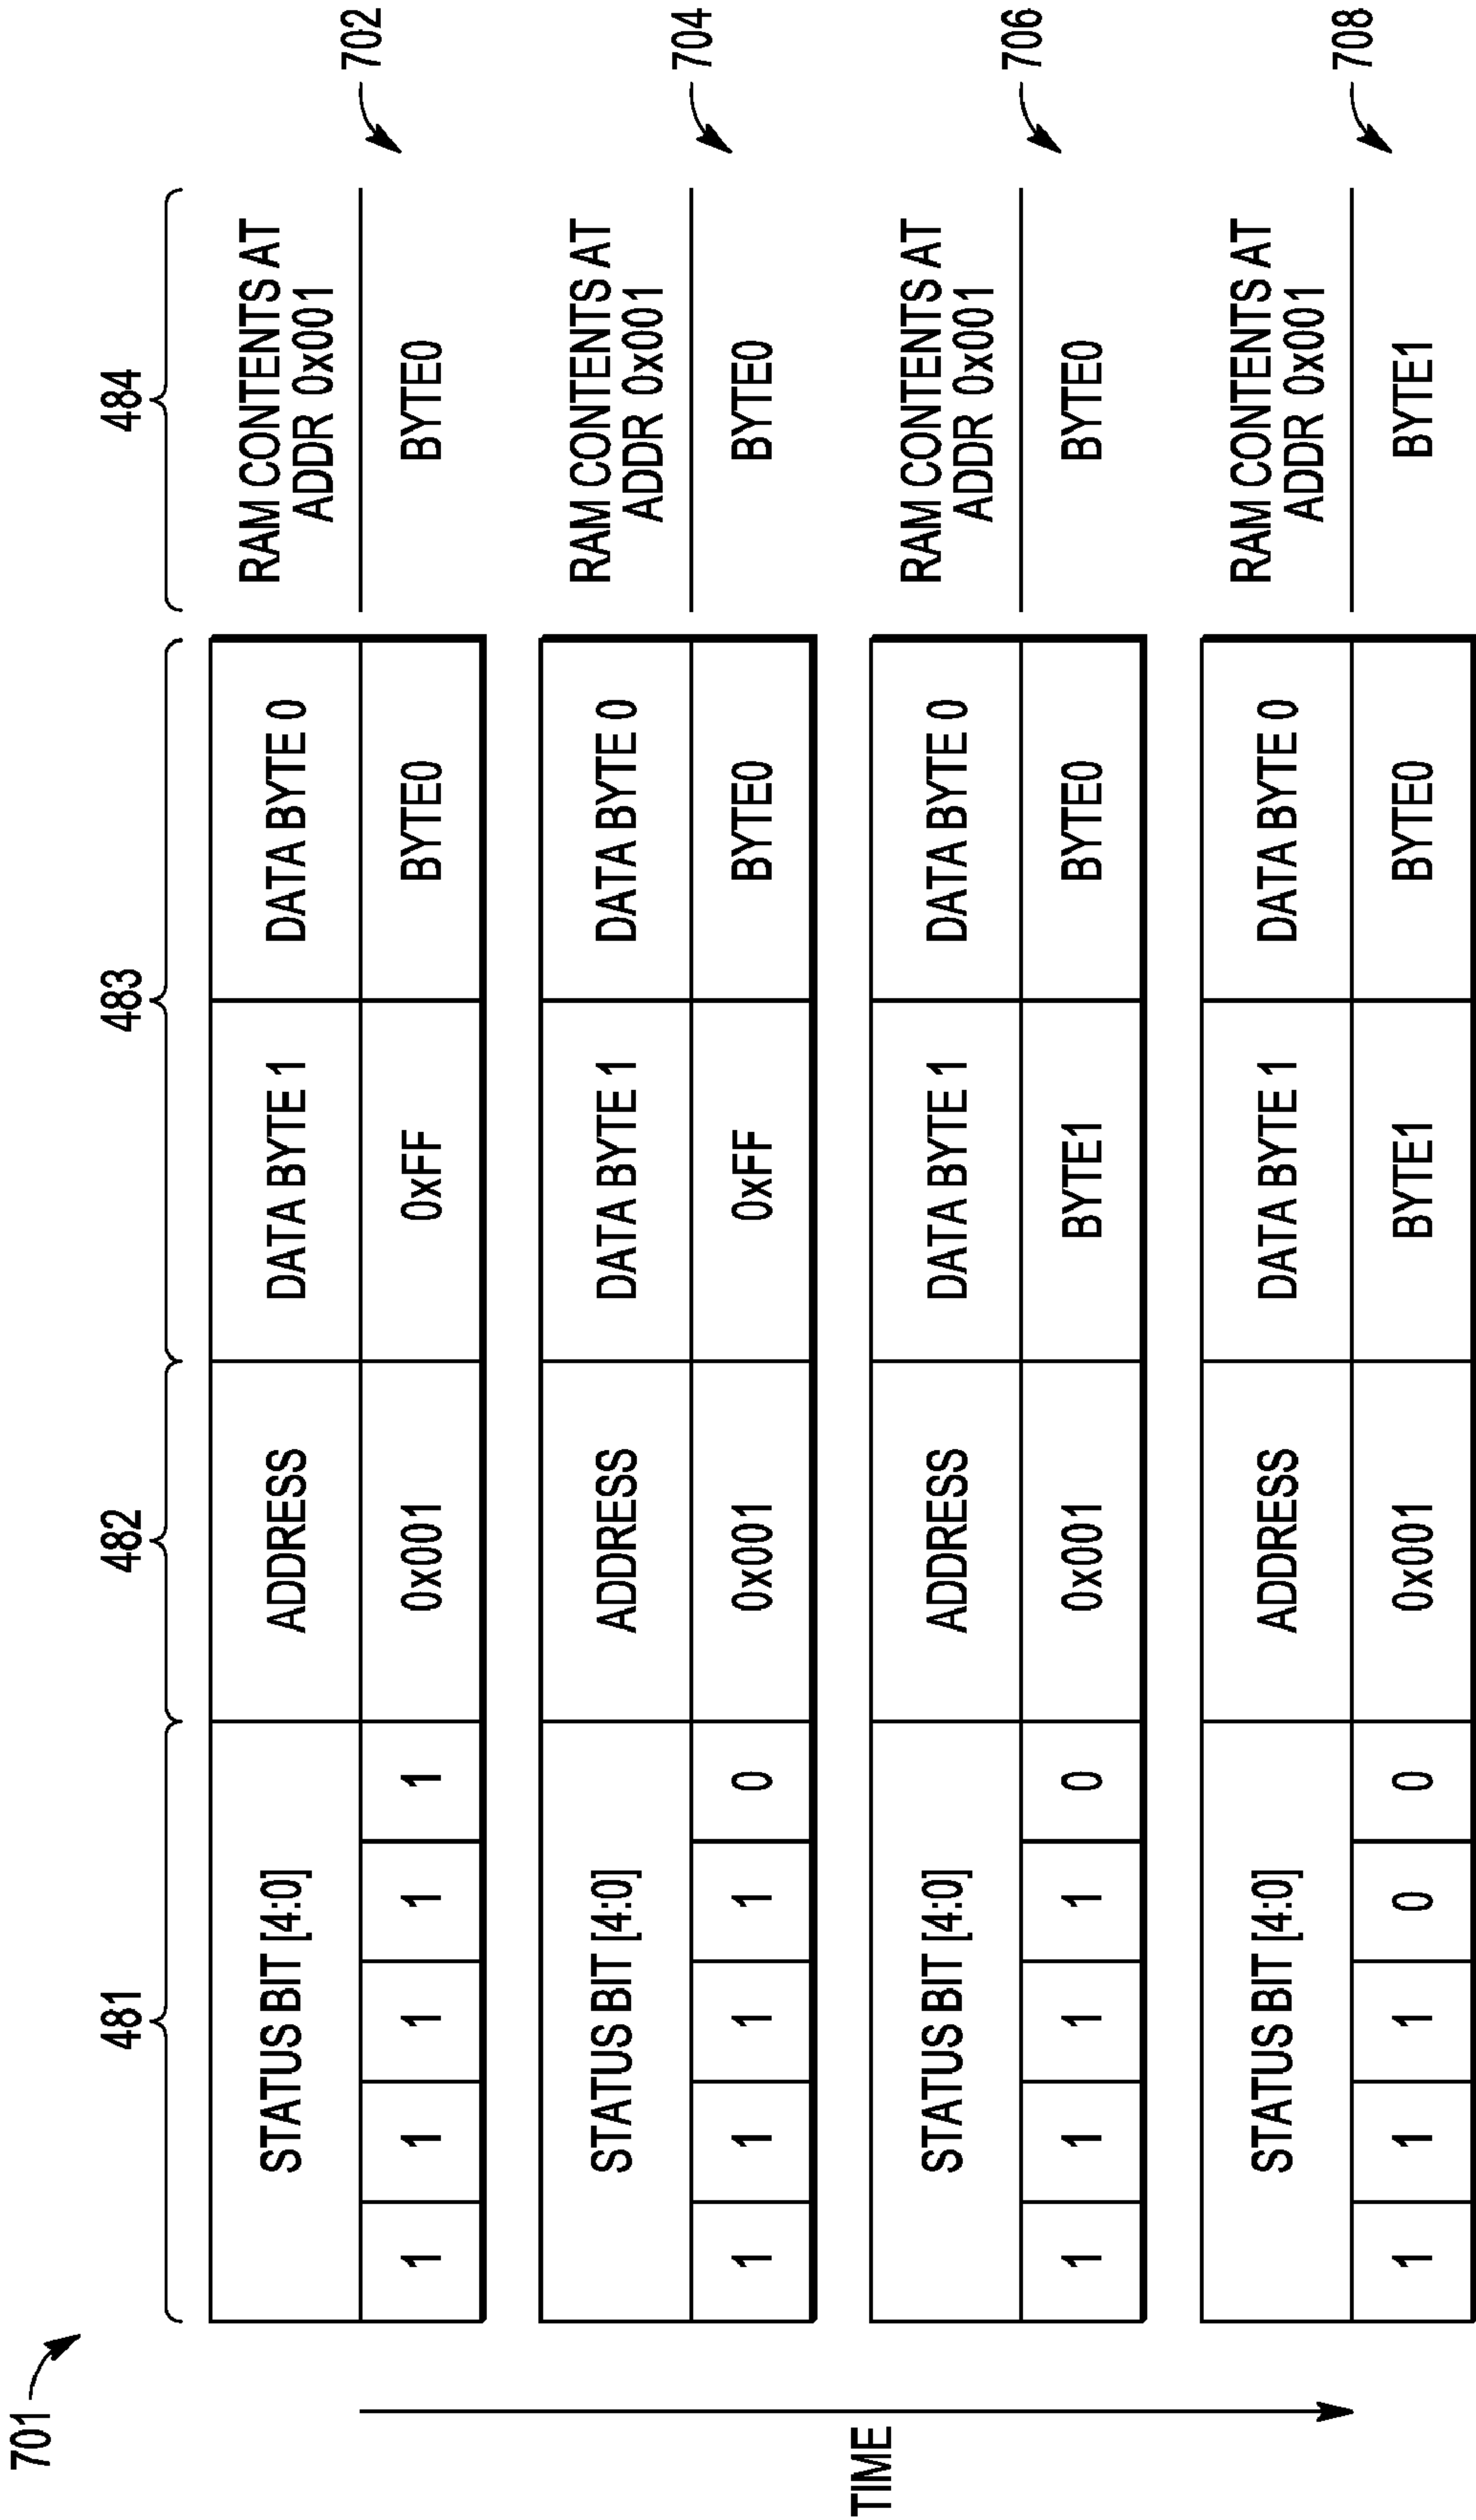 701
481
482
483
484
STATUS BIT [4:0]
ADDRESS
DATA BYTE 1
DATA BYTE 0
RAM CONTENTS AT
ADDR 0x001
702
1
1
1
1
1
0x001
0xFF
BYTE0
BYTE0
STATUS BIT [4:0]
ADDRESS
DATA BYTE 1
DATA BYTE 0
RAM CONTENTS AT
ADDR 0x001
704
1
1
1
1
0
0x001
0xFF
BYTE0
BYTE0
TIME
STATUS BIT [4:0]
ADDRESS
DATA BYTE 1
DATA BYTE 0
RAM CONTENTS AT
ADDR 0x001
706
1
1
1
1
0
0x001
BYTE1
BYTE0
BYTE0
STATUS BIT [4:0]
ADDRESS
DATA BYTE 1
DATA BYTE 0
RAM CONTENTS AT
ADDR 0x001
708
1
1
1
0
0
0x001
BYTE1
BYTE0
BYTE1